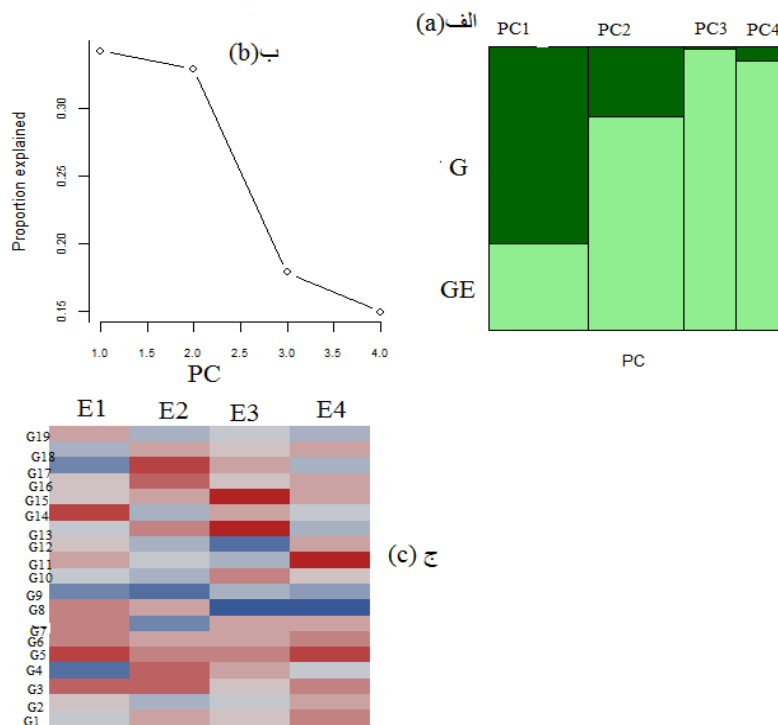 (b)ب
Proportion explained
0.30
0.25
0.20
0.15
1.0 1.5 2.0 2.5 3.0 3.5 4.0
PC
(a)الف
PC1 PC2 PC3 PC4
G
GE
PC
E1 E2 E3 E4
G19
G18
G17
G16
G15
G14
G13
G12
G11
G10
G9
G8
G7
G6
G5
G4
G3
G2
G1
(c) ج